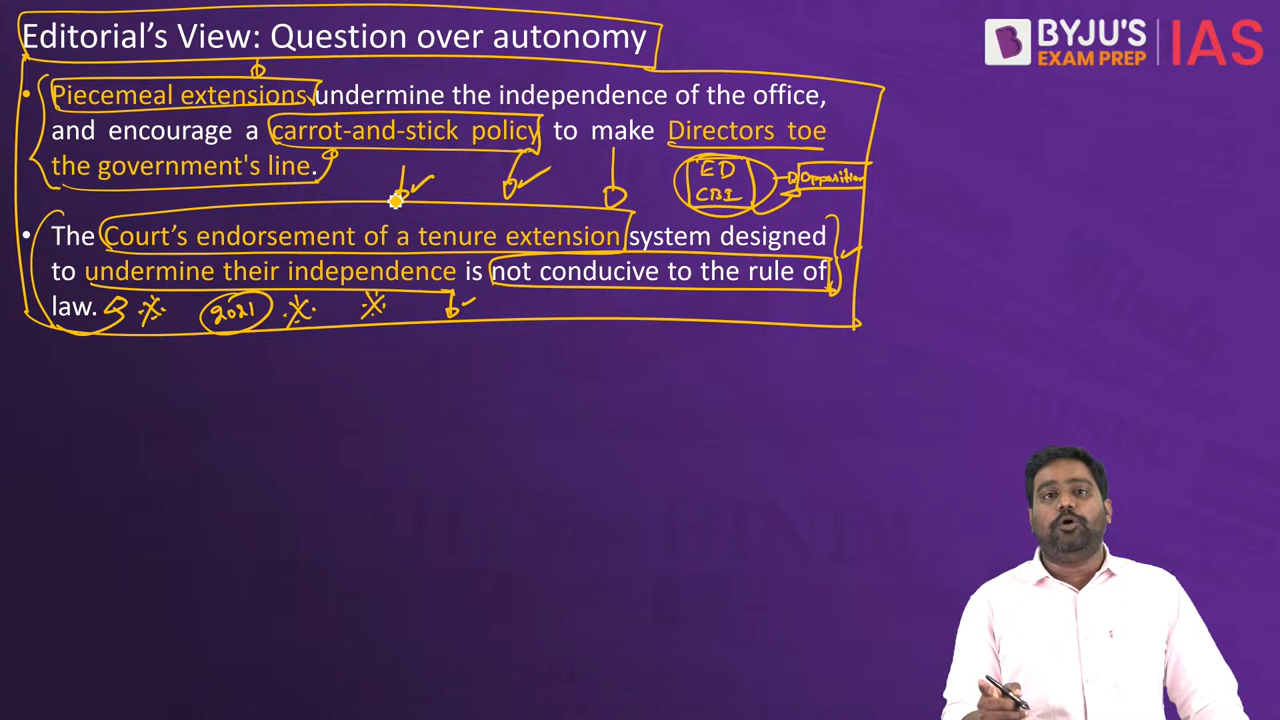 Editorial's View: Question over autonomy
BYJU'S
EXAM PREP
IAS
• Piecemeal extensions undermine the independence of the office,
and encourage a carrot-and-stick policy to make Directors toe
the government's line.
ED
CBI
Opposition
• The Court's endorsement of a tenure extension system designed
to undermine their independence is not conducive to the rule of
law.
2021